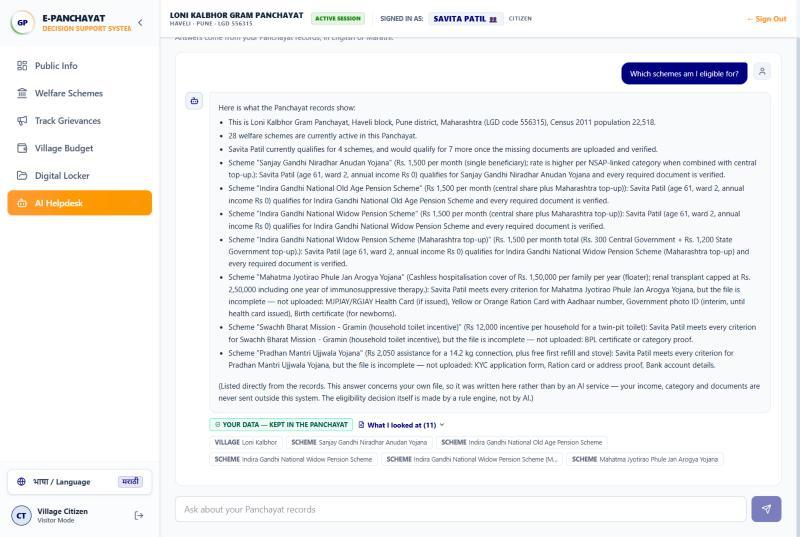 GP
E-PANCHAYAT
DECISION SUPPORT SYSTEM
Public Info
Welfare Schemes
Track Grievances
Village Budget
Digital Locker
AI Helpdesk
भाषा / Language
मराठी
CT
Village Citizen
Visitor Mode
LONI KALBHOR GRAM PANCHAYAT
HAVELI · PUNE · LGD 556315
ACTIVE SESSION
SIGNED IN AS:
SAVITA PATIL
CITIZEN
← Sign Out
Answers come from your Panchayat records, in English or Marathi.
Which schemes am I eligible for?
Here is what the Panchayat records show:
• This is Loni Kalbhor Gram Panchayat, Haveli block, Pune district, Maharashtra (LGD code 556315), Census 2011 population 22,518.
• 28 welfare schemes are currently active in this Panchayat.
• Savita Patil currently qualifies for 4 schemes, and would qualify for 7 more once the missing documents are uploaded and verified.
• Scheme "Sanjay Gandhi Niradhar Anudan Yojana" (Rs. 1,500 per month (single beneficiary); rate is higher per NSAP-linked category when combined with central
top-up.): Savita Patil (age 61, ward 2, annual income Rs 0) qualifies for Sanjay Gandhi Niradhar Anudan Yojana and every required document is verified.
• Scheme "Indira Gandhi National Old Age Pension Scheme" (Rs 1,500 per month (central share plus Maharashtra top-up)): Savita Patil (age 61, ward 2, annual
income Rs 0) qualifies for Indira Gandhi National Old Age Pension Scheme and every required document is verified.
• Scheme "Indira Gandhi National Widow Pension Scheme" (Rs 1,500 per month (central share plus Maharashtra top-up)): Savita Patil (age 61, ward 2, annual
income Rs 0) qualifies for Indira Gandhi National Widow Pension Scheme and every required document is verified.
• Scheme "Indira Gandhi National Widow Pension Scheme (Maharashtra top-up)" (Rs. 1,500 per month total (Rs. 300 Central Government + Rs. 1,200 State
Government top-up).): Savita Patil (age 61, ward 2, annual income Rs 0) qualifies for Indira Gandhi National Widow Pension Scheme (Maharashtra top-up) and
every required document is verified.
• Scheme "Mahatma Jyotirao Phule Jan Arogya Yojana" (Cashless hospitalisation cover of Rs. 1,50,000 per family per year (floater); renal transplant capped at Rs.
2,50,000 including one year of immunosuppressive therapy.): Savita Patil meets every criterion for Mahatma Jyotirao Phule Jan Arogya Yojana, but the file is
incomplete — not uploaded: MJPJAY/RGJAY Health Card (if issued), Yellow or Orange Ration Card with Aadhaar number, Government photo ID (interim, until
health card issued), Birth certificate (for newborns).
• Scheme "Swachh Bharat Mission - Gramin (household toilet incentive)" (Rs 12,000 incentive per household for a twin-pit toilet): Savita Patil meets every criterion
for Swachh Bharat Mission - Gramin (household toilet incentive), but the file is incomplete — not uploaded: BPL certificate or category proof.
• Scheme "Pradhan Mantri Ujjwala Yojana" (Rs 2,050 assistance for a 14.2 kg connection, plus free first refill and stove): Savita Patil meets every criterion for
Pradhan Mantri Ujjwala Yojana, but the file is incomplete — not uploaded: KYC application form, Ration card or address proof, Bank account details.
(Listed directly from the records. This answer concerns your own file, so it was written here rather than by an AI service — your income, category and documents are
never sent outside this system. The eligibility decision itself is made by a rule engine, not by AI.)
YOUR DATA — KEPT IN THE PANCHAYAT
What I looked at (11)
VILLAGE Loni Kalbhor
SCHEME Sanjay Gandhi Niradhar Anudan Yojana
SCHEME Indira Gandhi National Old Age Pension Scheme
SCHEME Indira Gandhi National Widow Pension Scheme
SCHEME Indira Gandhi National Widow Pension Scheme (M...
SCHEME Mahatma Jyotirao Phule Jan Arogya Yojana
Ask about your Panchayat records